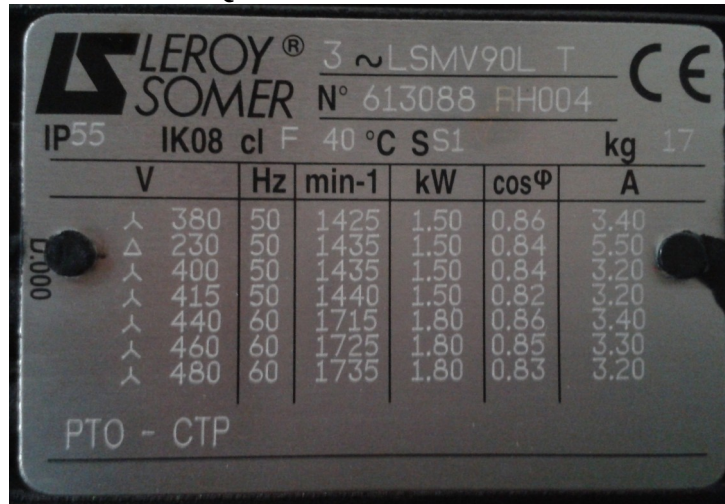 LEROY ® 3 ~ LSMV90L T CE
SOMER N° 613088 RH004
IP55 IK08 cl F 40 °C S S1 kg 17
V Hz min-1 kW cosφ A
⅄ 380 50 1425 1.50 0.86 3.40
Δ 230 50 1435 1.50 0.84 5.50
⅄ 400 50 1435 1.50 0.84 3.20
⅄ 415 50 1440 1.50 0.82 3.20
⅄ 440 60 1715 1.80 0.86 3.40
⅄ 460 60 1725 1.80 0.85 3.30
⅄ 480 60 1735 1.80 0.83 3.20
PTO - CTP